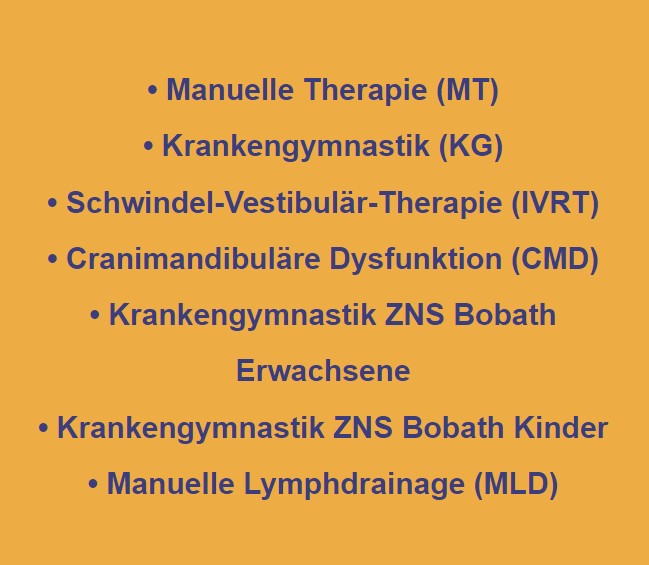 • Manuelle Therapie (MT)
• Krankengymnastik (KG)
• Schwindel-Vestibulär-Therapie (IVRT)
• Cranimandibuläre Dysfunktion (CMD)
• Krankengymnastik ZNS Bobath
Erwachsene
• Krankengymnastik ZNS Bobath Kinder
• Manuelle Lymphdrainage (MLD)